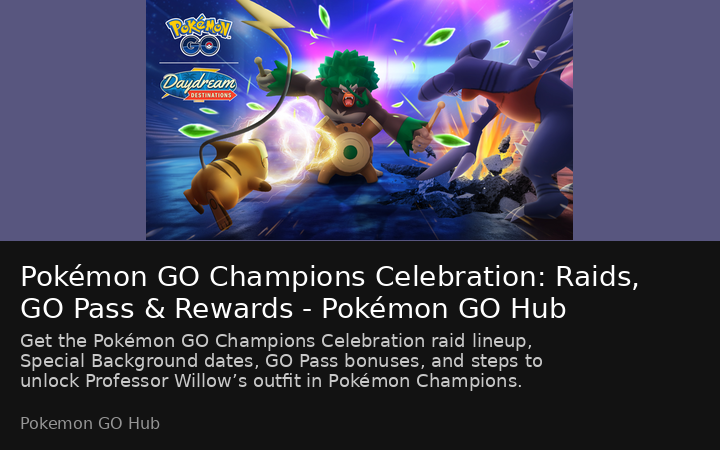 Pokémon
GO
Daydream
DESTINATIONS
Pokémon GO Champions Celebration: Raids,
GO Pass & Rewards - Pokémon GO Hub
Get the Pokémon GO Champions Celebration raid lineup,
Special Background dates, GO Pass bonuses, and steps to
unlock Professor Willow’s outfit in Pokémon Champions.
Pokemon GO Hub